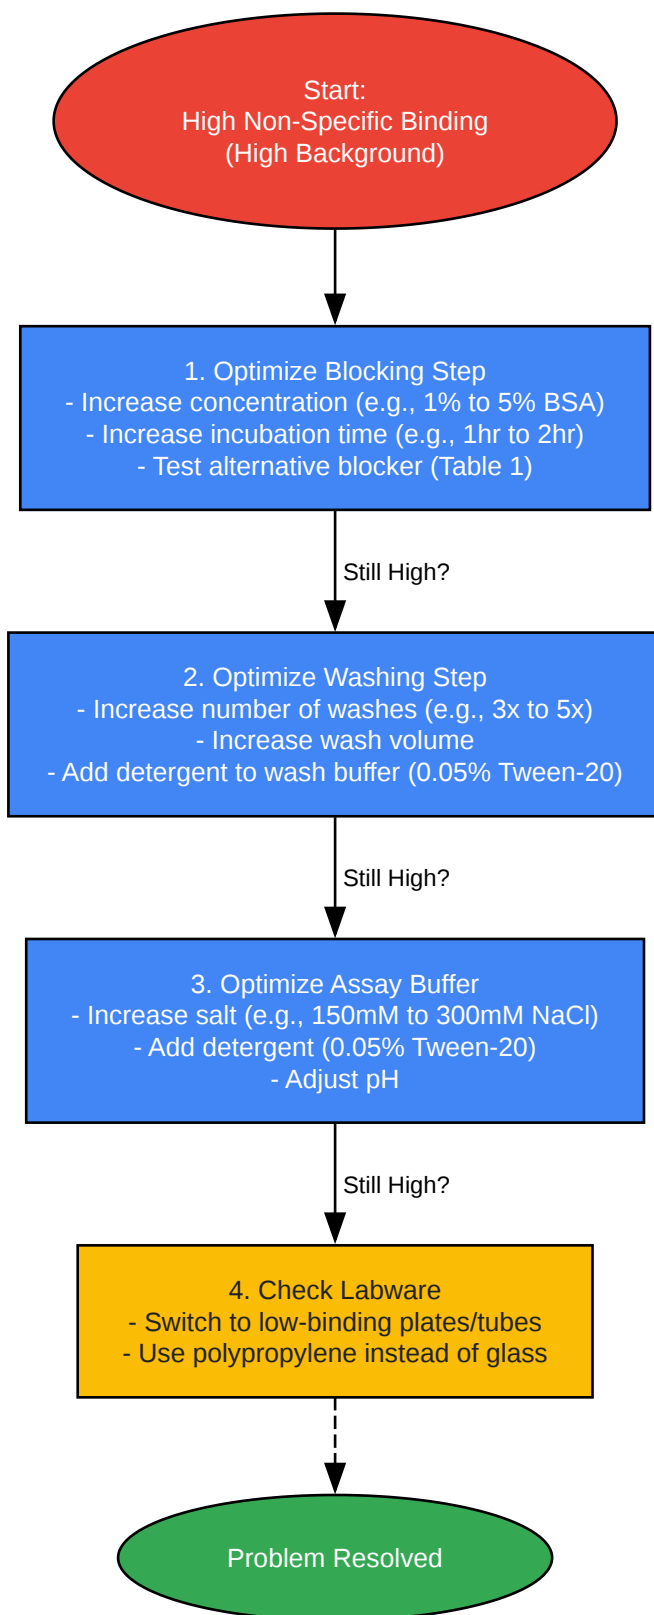 Start:
High Non-Specific Binding
(High Background)
1. Optimize Blocking Step
- Increase concentration (e.g., 1% to 5% BSA)
- Increase incubation time (e.g., 1hr to 2hr)
- Test alternative blocker (Table 1)
Still High?
2. Optimize Washing Step
- Increase number of washes (e.g., 3x to 5x)
- Increase wash volume
- Add detergent to wash buffer (0.05% Tween-20)
Still High?
3. Optimize Assay Buffer
- Increase salt (e.g., 150mM to 300mM NaCl)
- Add detergent (0.05% Tween-20)
- Adjust pH
Still High?
4. Check Labware
- Switch to low-binding plates/tubes
- Use polypropylene instead of glass
Problem Resolved